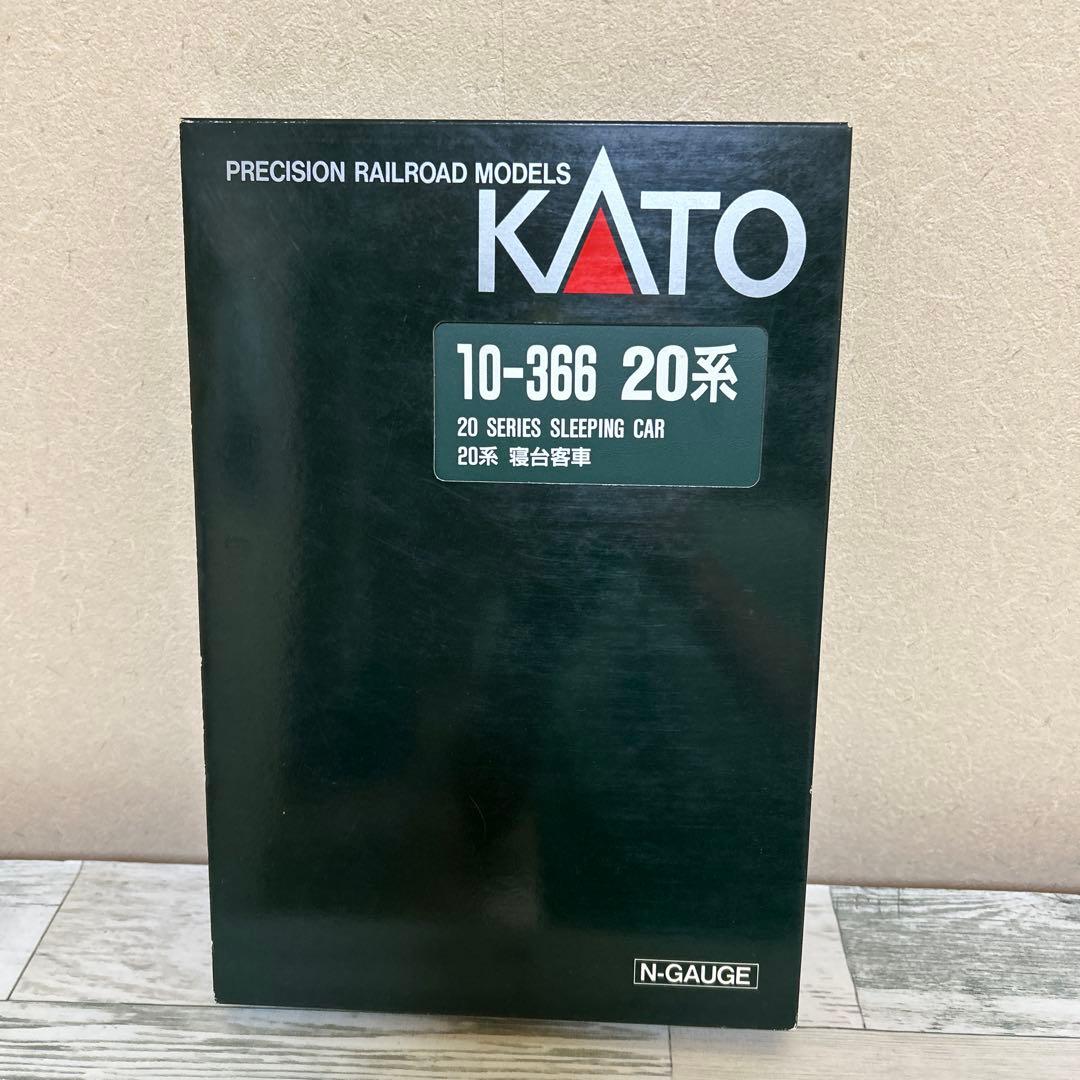 PRECISION RAILROAD MODELS
KATO
10-366 20系
20 SERIES SLEEPING CAR
20系 寝台客車
N-GAUGE